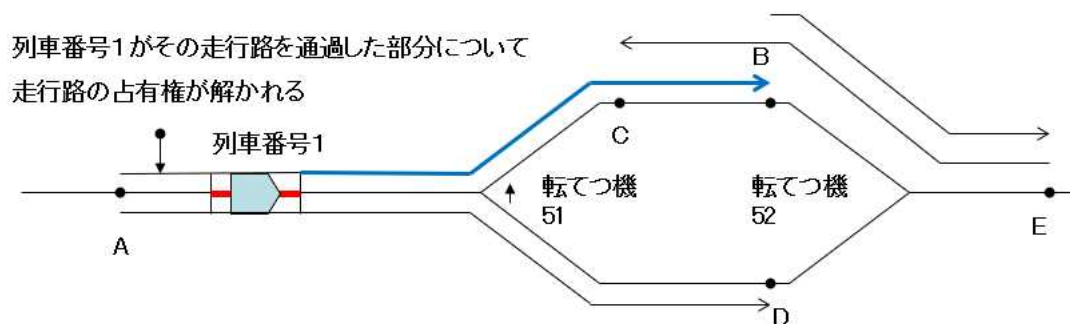 列車番号1がその走行路を通過した部分について
走行路の占有権が解かれる
列車番号1
A
B
C
転てつ機
51
転てつ機
52
D
E